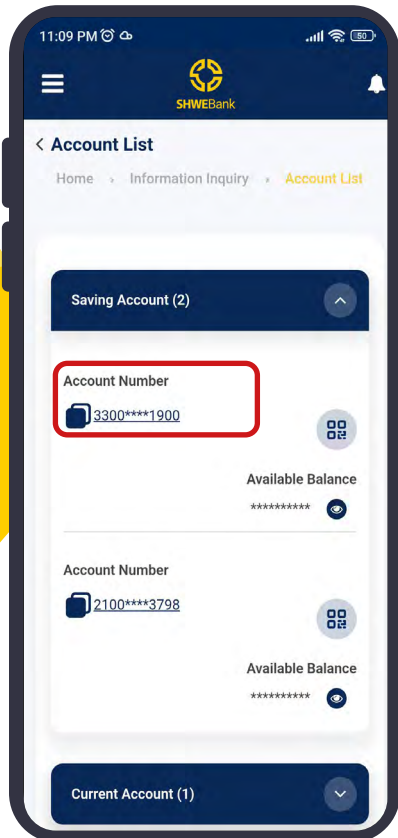 11:09 PM 50
SHWEBank
Account List
Home › Information Inquiry › Account List
Saving Account (2)
Account Number
3300****1900
Available Balance
**********
Account Number
2100****3798
Available Balance
**********
Current Account (1)